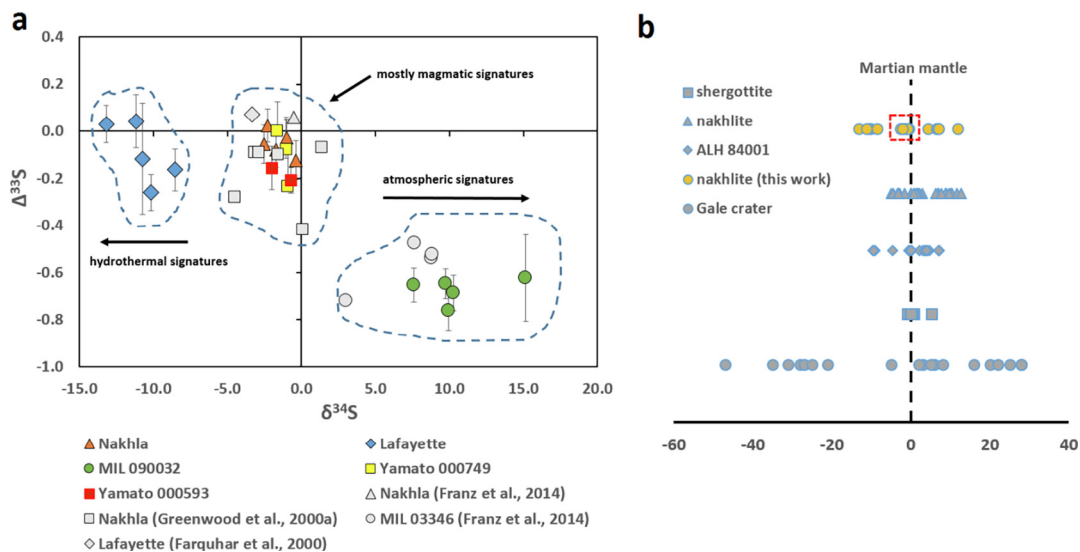 a
Δ³³S
0.4
0.2
0.0
-0.2
-0.4
-0.6
-0.8
-1.0
mostly magmatic signatures
atmospheric signatures
hydrothermal signatures
-15.0 -10.0 -5.0 0.0 5.0 10.0 15.0 20.0
δ³⁴S
Nakhla
Lafayette
MIL 090032
Yamato 000749
Yamato 000593
Nakhla (Franz et al., 2014)
Nakhla (Greenwood et al., 2000a)
MIL 03346 (Franz et al., 2014)
Lafayette (Farquhar et al., 2000)
b
Martian mantle
shergottite
nakhlite
ALH 84001
nakhlite (this work)
Gale crater
-60 -40 -20 0 20 40